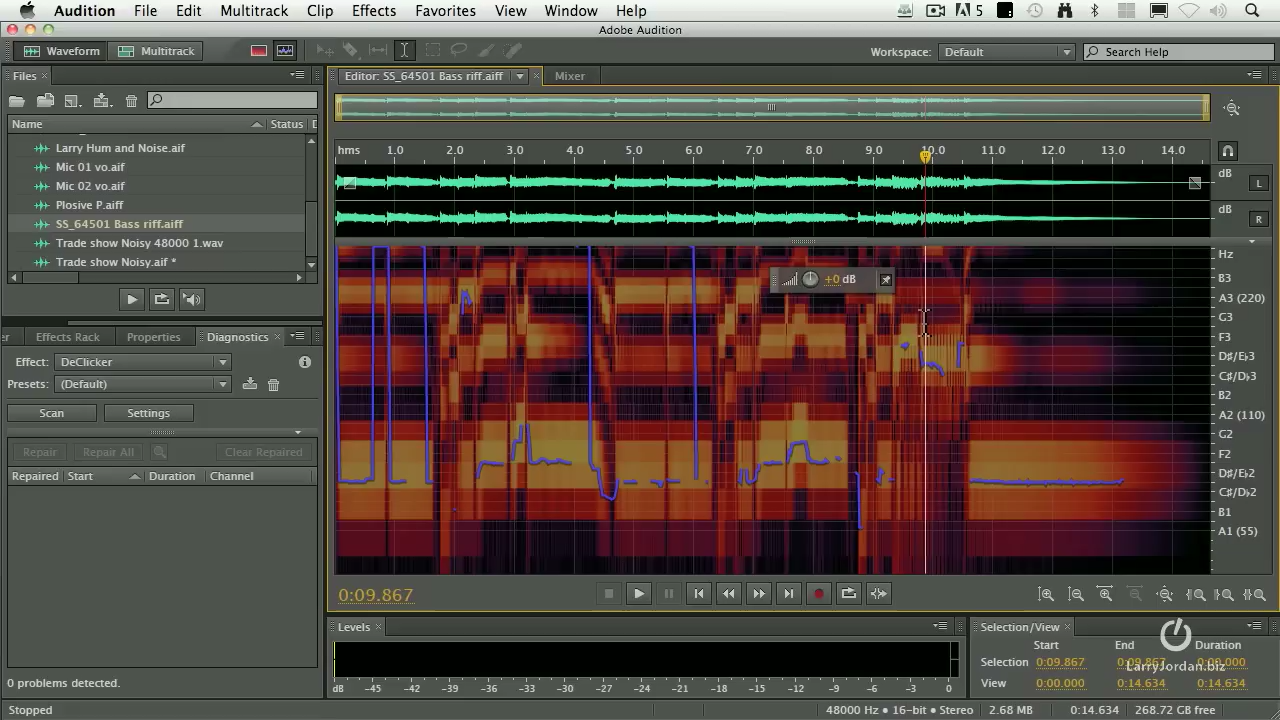 Audition File Edit Multitrack Clip Effects Favorites View Window Help 5
Adobe Audition
Waveform Multitrack Workspace: Default Search Help
Files Editor: SS_64501 Bass riff.aiff Mixer
Name Status D
Larry Hum and Noise.aif
Mic 01 vo.aif
Mic 02 vo.aif
Plosive P.aiff
SS_64501 Bass riff.aiff
Trade show Noisy 48000 1.wav
Trade show Noisy.aif *
er Effects Rack Properties Diagnostics
Effect: DeClicker
Presets: (Default)
Scan Settings
Repair Repair All Clear Repaired
Repaired Start Duration Channel
0 problems detected.
Stopped
hms 1.0 2.0 3.0 4.0 5.0 6.0 7.0 8.0 9.0 10.0 11.0 12.0 13.0 14.0
dB
L
dB
R
+0 dB
Hz
B3
A3 (220)
G3
F3
D♯/E♭3
C♯/D♭3
B2
A2 (110)
G2
F2
D♯/E♭2
C♯/D♭2
B1
A1 (55)
0:09.867
Levels
dB -45 -42 -39 -36 -33 -30 -27 -24 -21 -18 -15 -12 -9 -6 -3 0
Selection/View
Start End Duration
Selection 0:09.867 0:09.867 0:00.000
LarryJordan.biz
View 0:00.000 0:14.634 0:14.634
48000 Hz • 16-bit • Stereo 2.68 MB 0:14.634 268.72 GB free